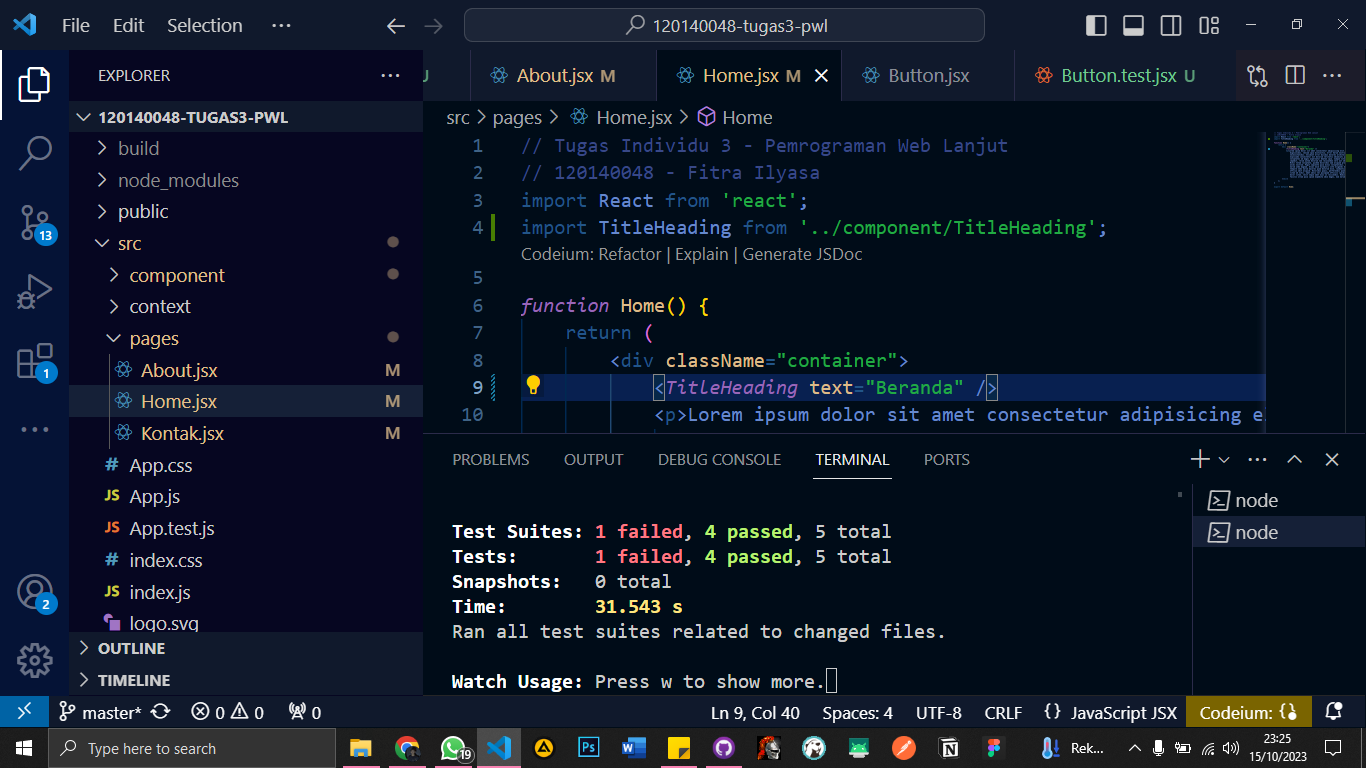 File Edit Selection ··· 120140048-tugas3-pwl
EXPLORER ···
120140048-TUGAS3-PWL
build
node_modules
public
src
component
context
pages
About.jsx M
Home.jsx M
Kontak.jsx M
App.css
App.js
App.test.js
index.css
index.js
logo.svg
OUTLINE
TIMELINE
13
1
2
U About.jsx M Home.jsx M Button.jsx Button.test.jsx U ···
src > pages > Home.jsx > Home
1 // Tugas Individu 3 - Pemrograman Web Lanjut
2 // 120140048 - Fitra Ilyasa
3 import React from 'react';
4 import TitleHeading from '../component/TitleHeading';
Codeium: Refactor | Explain | Generate JSDoc
5
6 function Home() {
7 return (
8 <div className="container">
9 <TitleHeading text="Beranda" />
10 <p>Lorem ipsum dolor sit amet consectetur adipisicing e
PROBLEMS OUTPUT DEBUG CONSOLE TERMINAL PORTS
node
node
Test Suites: 1 failed, 4 passed, 5 total
Tests: 1 failed, 4 passed, 5 total
Snapshots: 0 total
Time: 31.543 s
Ran all test suites related to changed files.
Watch Usage: Press w to show more.
master* 0 0 0 Ln 9, Col 40 Spaces: 4 UTF-8 CRLF {} JavaScript JSX Codeium: {}
Type here to search 19 Ps W Rek... 23:25
15/10/2023